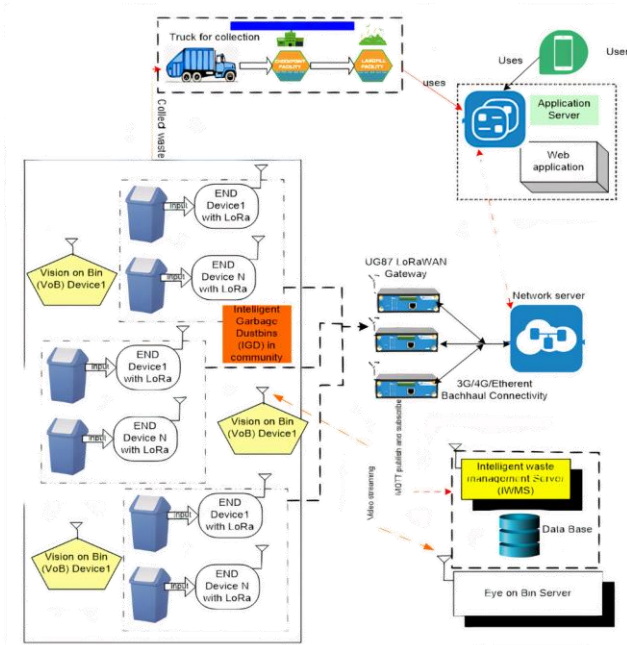 Truck for collection
ENDPOINT
FACILITY
LANDFILL
FACILITY
uses
Uses
User
Application
Server
Web
application
Collect waste
END
Device1
with LoRa
input
END
Device N
with LoRa
input
Vision on Bin
(VoB) Device1
Intelligent
Garbage
Dustbins
(IGD) in
community
UG87 LoRaWAN
Gateway
Network server
3G/4G/Etherent
Bachhaul Connectivity
END
Device1
with LoRa
input
END
Device N
with LoRa
input
Vision on Bin
(VoB) Device1
MQTT publish and subscribe
Video streaming
Intelligent waste
management Server
(IWMS)
Data Base
Eye on Bin Server
END
Device1
with LoRa
input
END
Device N
with LoRa
input
Vision on Bin
(VoB) Device1